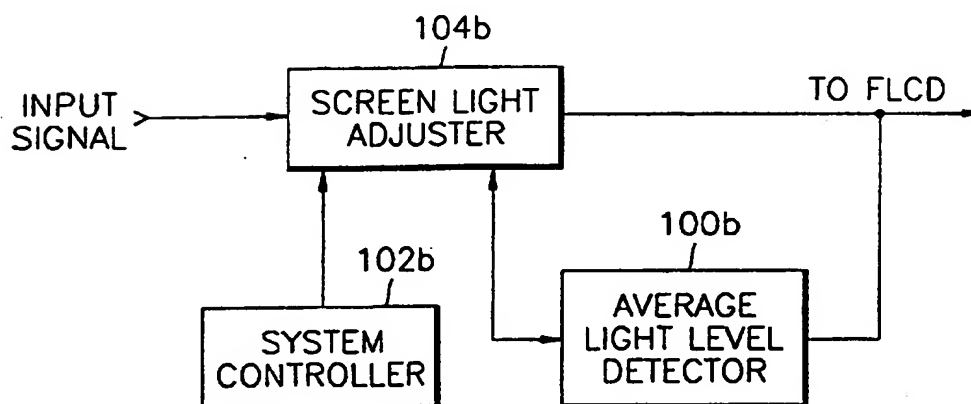 104b
INPUT
SIGNAL
SCREEN LIGHT
ADJUSTER
TO FLCD
100b
102b
AVERAGE
LIGHT LEVEL
DETECTOR
SYSTEM
CONTROLLER